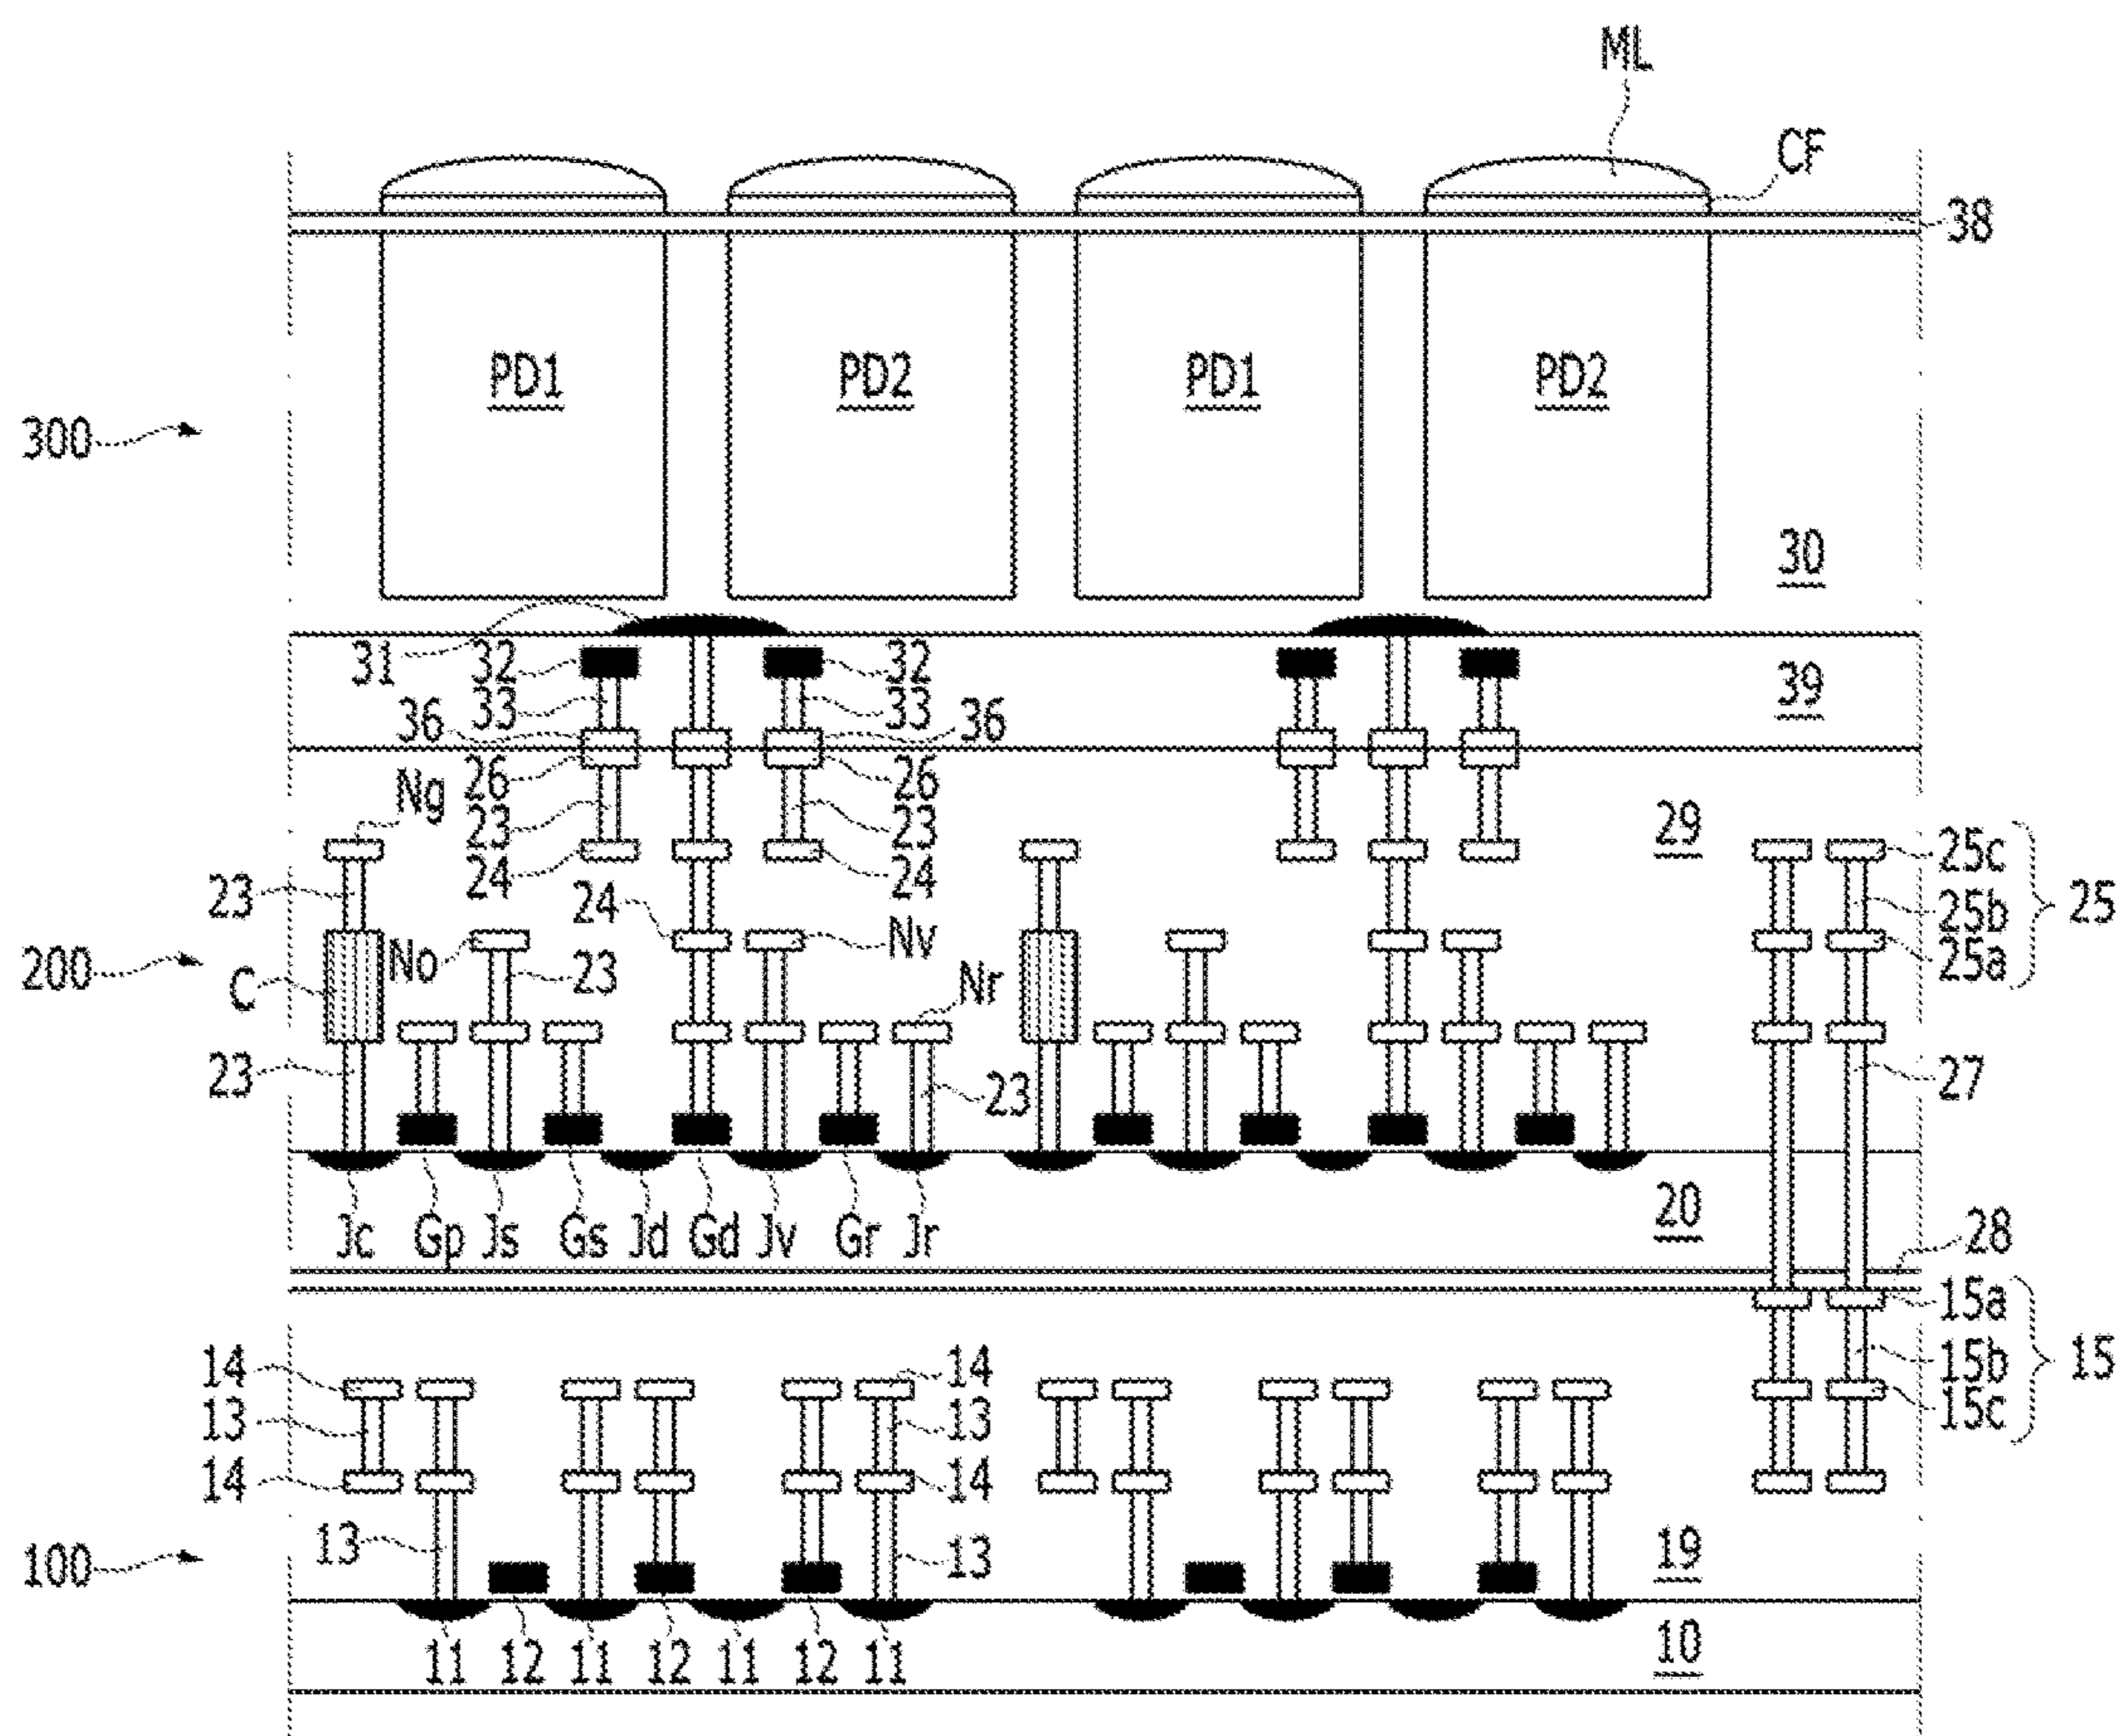 ML
CF
38
PD1 PD2 PD1 PD2
300
30
31 32 32
33 33 39
36 36
Ng 26 26
23 23 29
24 24 25c
23 24 25b 25
No Nv 25a
200 C 23 Nr
23 23 27
20
Jc Gp Js Gs Jd Gd Jv Gr Jr 28
15a
14 14 15b 15
13 13 15c
14 14
13 13 19
100
11 12 11 12 11 12 11 10